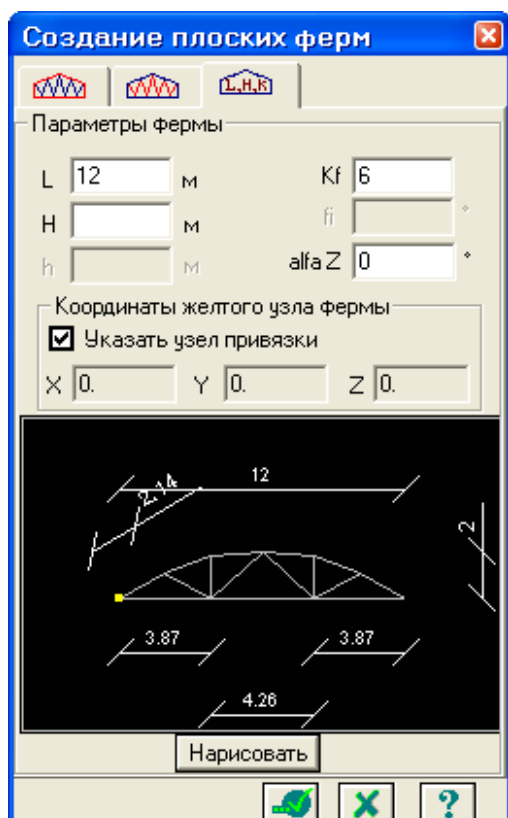 Создание плоских ферм
L,H,K
Параметры фермы
L 12 м Kf 6
H м fi °
h м alfa Z 0 °
Координаты желтого узла фермы
Указать узел привязки
X 0. Y 0. Z 0.
12
2,14
2
3.87 3.87
4.26
Нарисовать
?